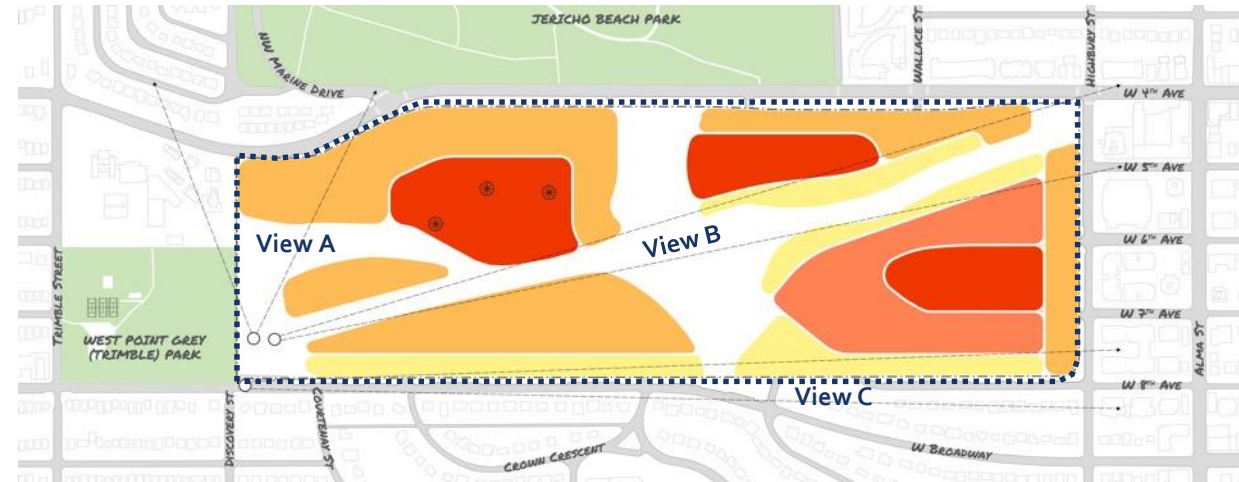 JERICHO BEACH PARK
NW MARINE DRIVE
WALLACE ST
HIGHBURY ST
W 4TH AVE
W 5TH AVE
View A
View B
W 6TH AVE
TRIMBLE STREET
WEST POINT GREY
(TRIMBLE) PARK
W 7TH AVE
ALMA ST
W 8TH AVE
View C
DISCOVERY ST
COURTENAY ST
CROWN CRESCENT
W BROADWAY